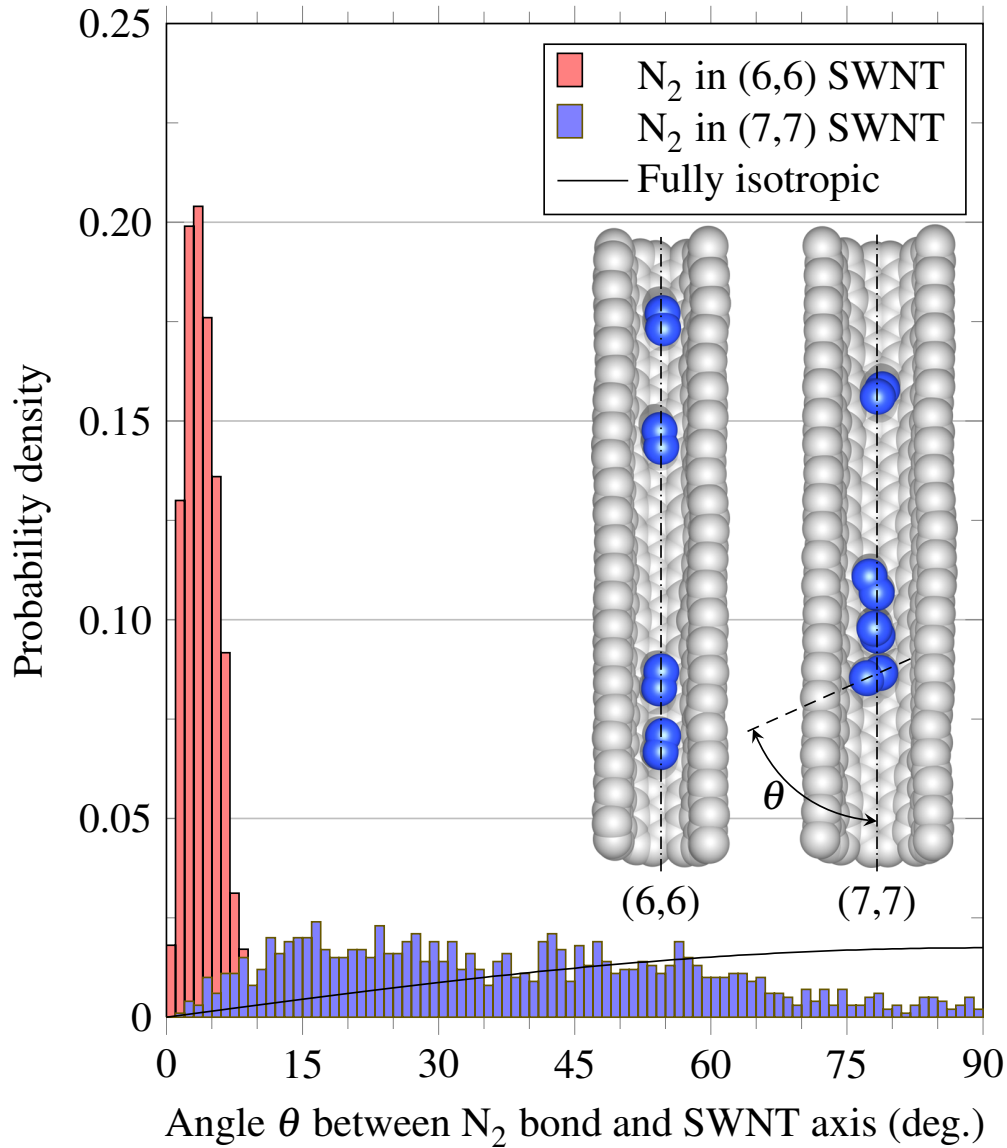 0.25
0.20
0.15
0.10
0.05
0
Probability density
N₂ in (6,6) SWNT
N₂ in (7,7) SWNT
Fully isotropic
θ
(6,6) (7,7)
0 15 30 45 60 75 90
Angle θ between N₂ bond and SWNT axis (deg.)